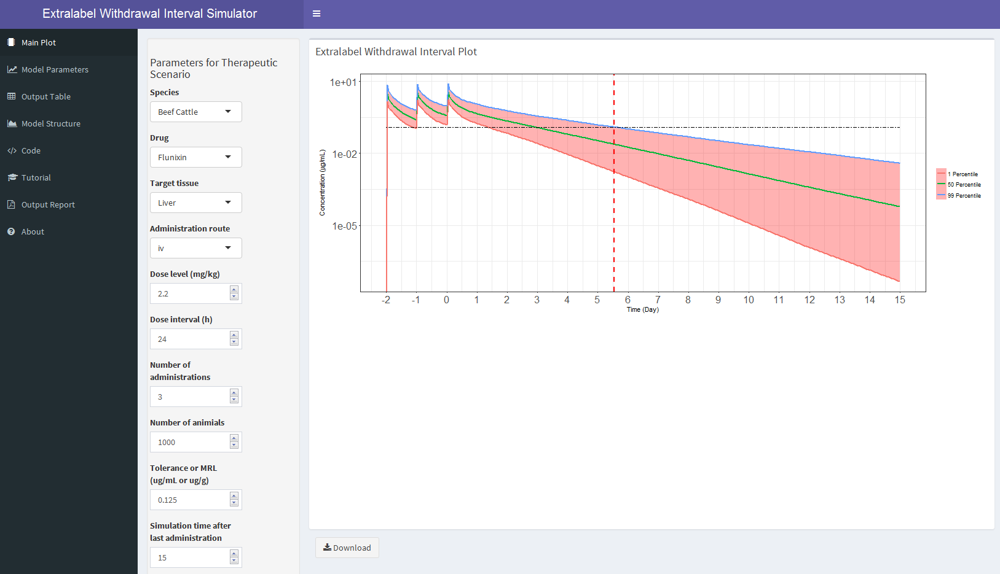 Extralabel Withdrawal Interval Simulator
Main Plot
Model Parameters
Output Table
Model Structure
Code
Tutorial
Output Report
About
Parameters for Therapeutic
Scenario
Species
Beef Cattle
Drug
Flunixin
Target tissue
Liver
Administration route
iv
Dose level (mg/kg)
2.2
Dose interval (h)
24
Number of
administrations
3
Number of animials
1000
Tolerance or MRL
(ug/mL or ug/g)
0.125
Simulation time after
last administration
15
Extralabel Withdrawal Interval Plot
1e+01
1e-02
1e-05
Concentration (µg/mL)
-2 -1 0 1 2 3 4 5 6 7 8 9 10 11 12 13 14 15
Time (Day)
1 Percentile
50 Percentile
99 Percentile
Download